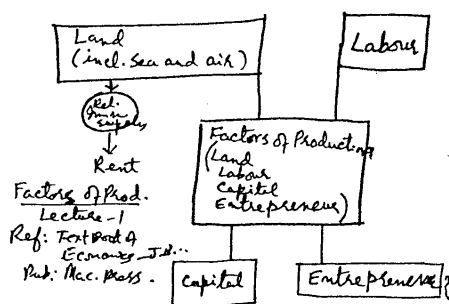 Land
(incl. sea and air)
Labour
Rel.
supply
Rent
Factors of Production
(Land
Labour
Capital
Entrepreneur)
Factors of Prod.
Lecture-1
Ref: Text Book of
Economics
Pub: Mac. Press.
Capital
Entrepreneur